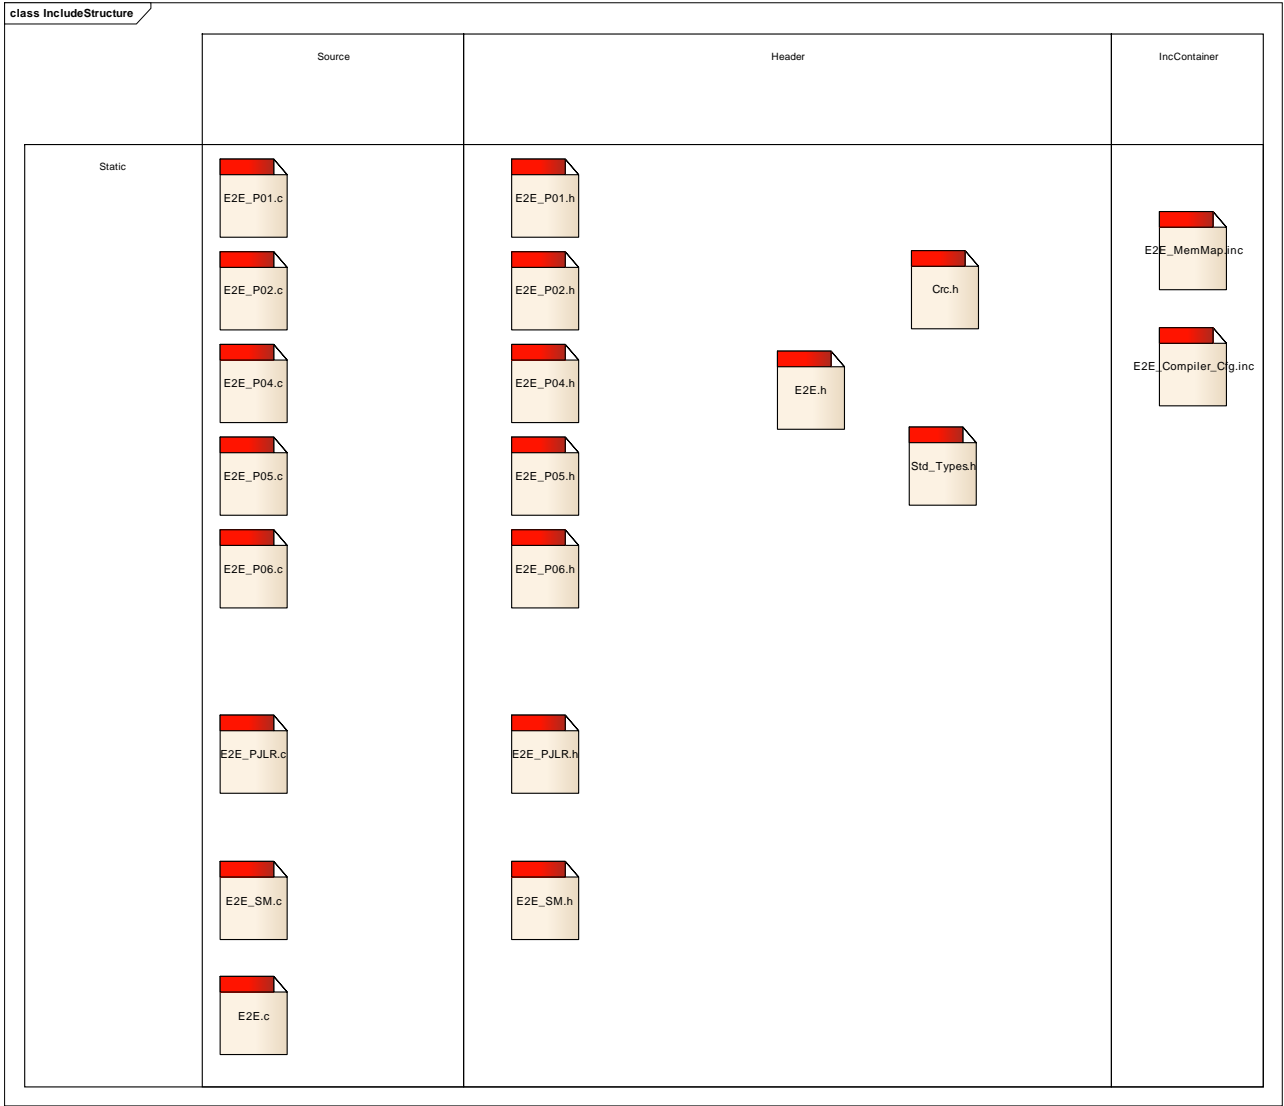 class IncludeStructure
Source
Header
IncContainer
Static
E2E_P01.c
E2E_P01.h
E2E_MemMap.inc
E2E_P02.c
E2E_P02.h
Crc.h
E2E_Compiler_Cfg.inc
E2E_P04.c
E2E_P04.h
E2E.h
Std_Types.h
E2E_P05.c
E2E_P05.h
E2E_P06.c
E2E_P06.h
E2E_PJLR.c
E2E_PJLR.h
E2E_SM.c
E2E_SM.h
E2E.c